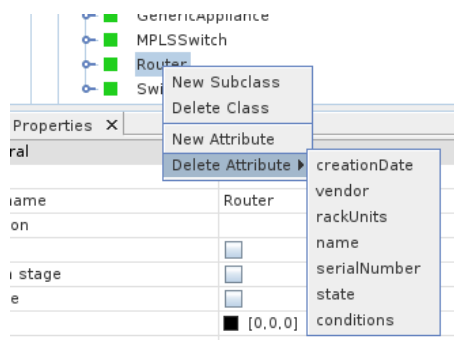 GenericAppliance
MPLSSwitch
Router
New Subclass
Delete Class
New Attribute
Delete Attribute
creationDate
vendor
rackUnits
name
serialNumber
state
conditions
Properties X
Router
stage
[0,0,0]